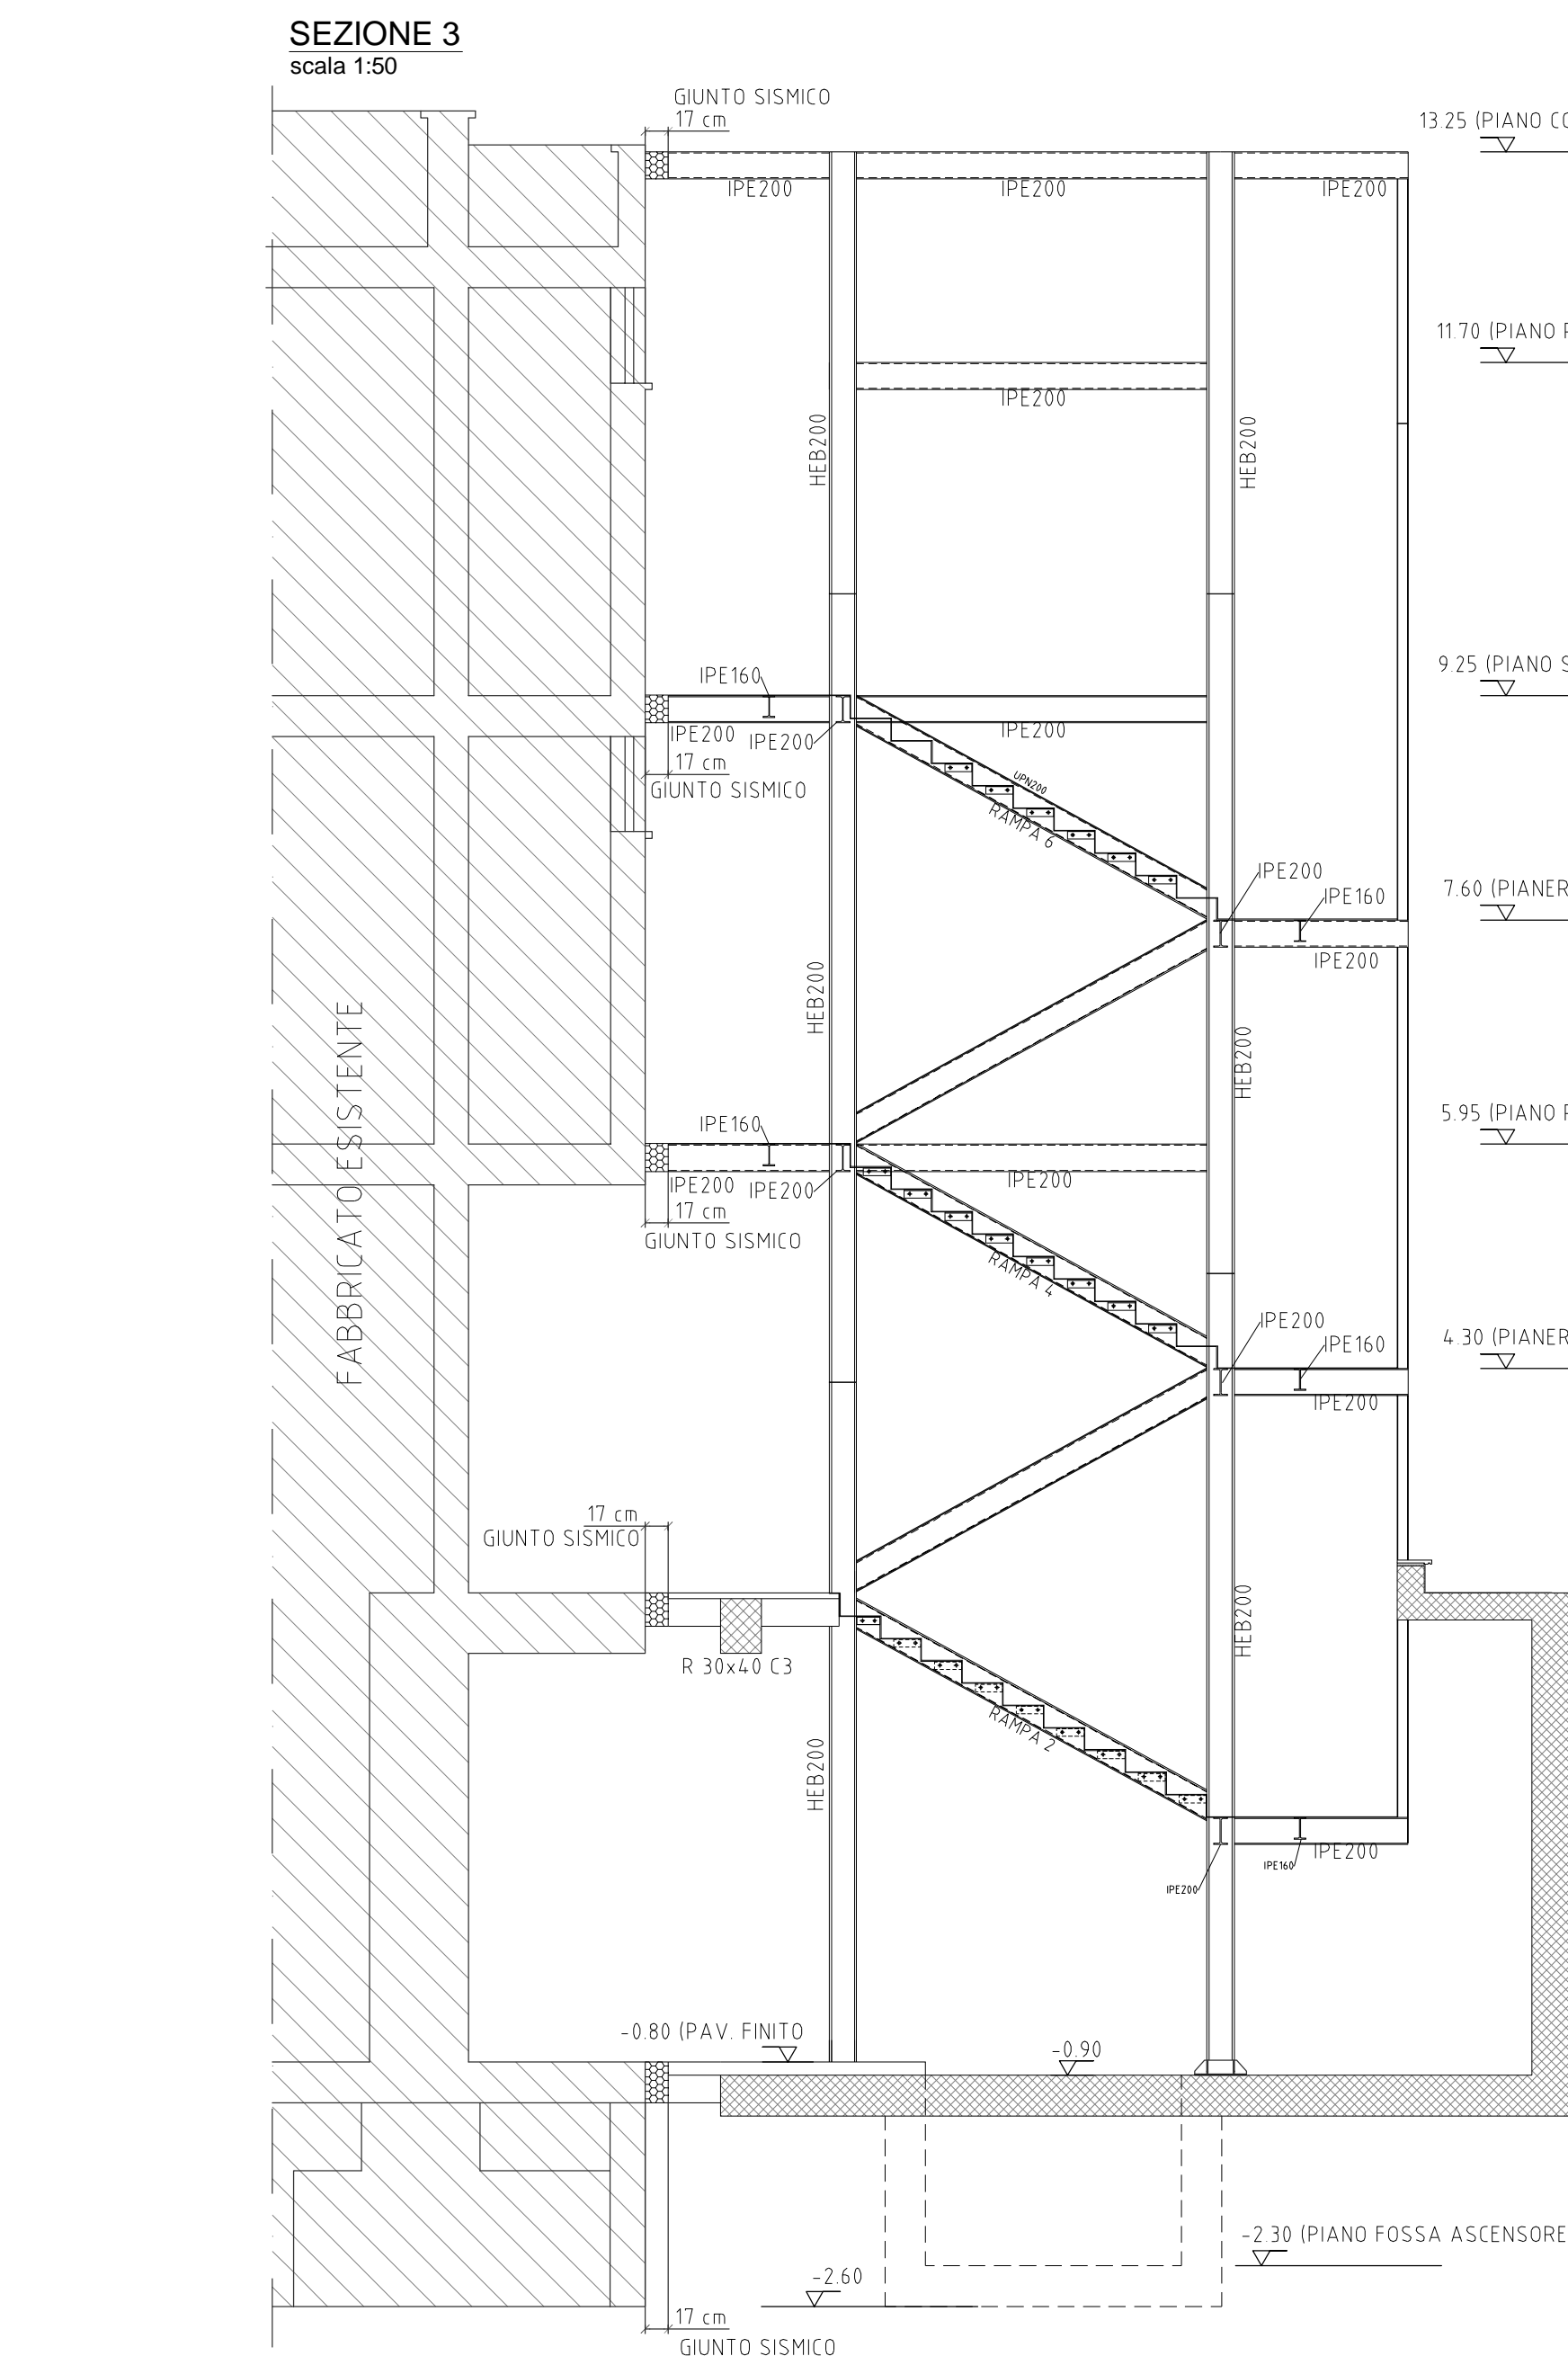 SEZIONE 3
scala 1:50
GIUNTO SISMICO
17 cm
13.25 (PIANO CO
IPE200
IPE200
IPE200
11.70 (PIANO
IPE200
HEB200
HEB200
9.25 (PIANO S
IPE160
IPE200
IPE200
IPE200
17 cm
GIUNTO SISMICO
UPN200
RAMPA 6
IPE200
IPE160
7.60 (PIANER
IPE200
HEB200
HEB200
FABBRICATO ESISTENTE
5.95 (PIANO
IPE160
IPE200
IPE200
IPE200
17 cm
GIUNTO SISMICO
RAMPA 4
IPE200
IPE160
4.30 (PIANER
IPE200
17 cm
GIUNTO SISMICO
HEB200
R 30x40 C3
RAMPA 2
HEB200
IPE200
IPE160
IPE200
-0.80 (PAV. FINITO
-0.90
-2.30 (PIANO FOSSA ASCENSORE
-2.60
17 cm
GIUNTO SISMICO